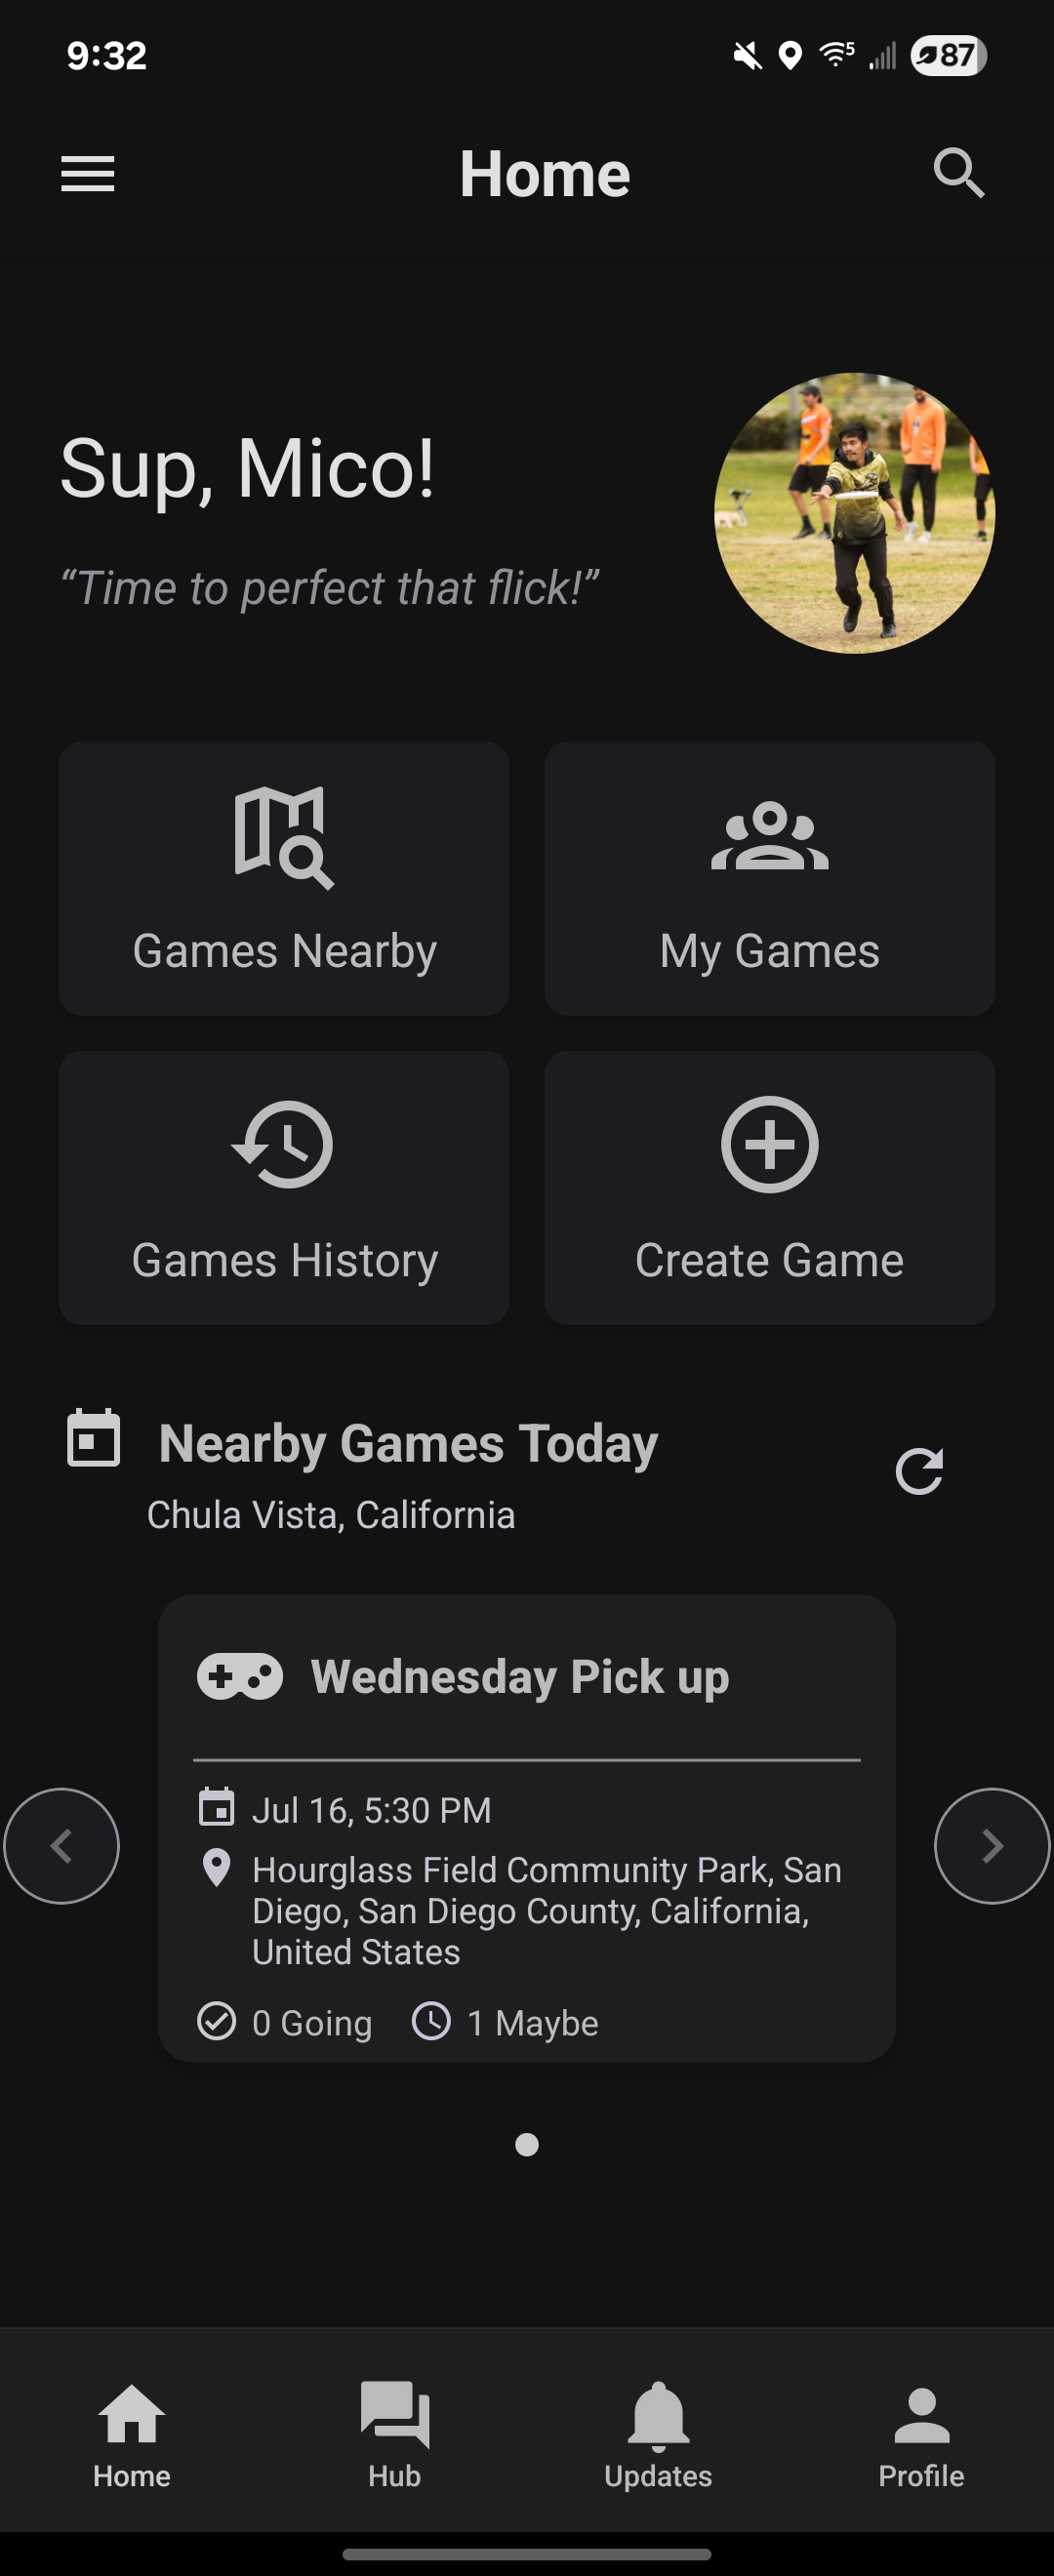 9:32
5
87
Home
Sup, Mico!
“Time to perfect that flick!”
Games Nearby
My Games
Games History
Create Game
Nearby Games Today
Chula Vista, California
Wednesday Pick up
Jul 16, 5:30 PM
Hourglass Field Community Park, San
Diego, San Diego County, California,
United States
0 Going
1 Maybe
Home
Hub
Updates
Profile